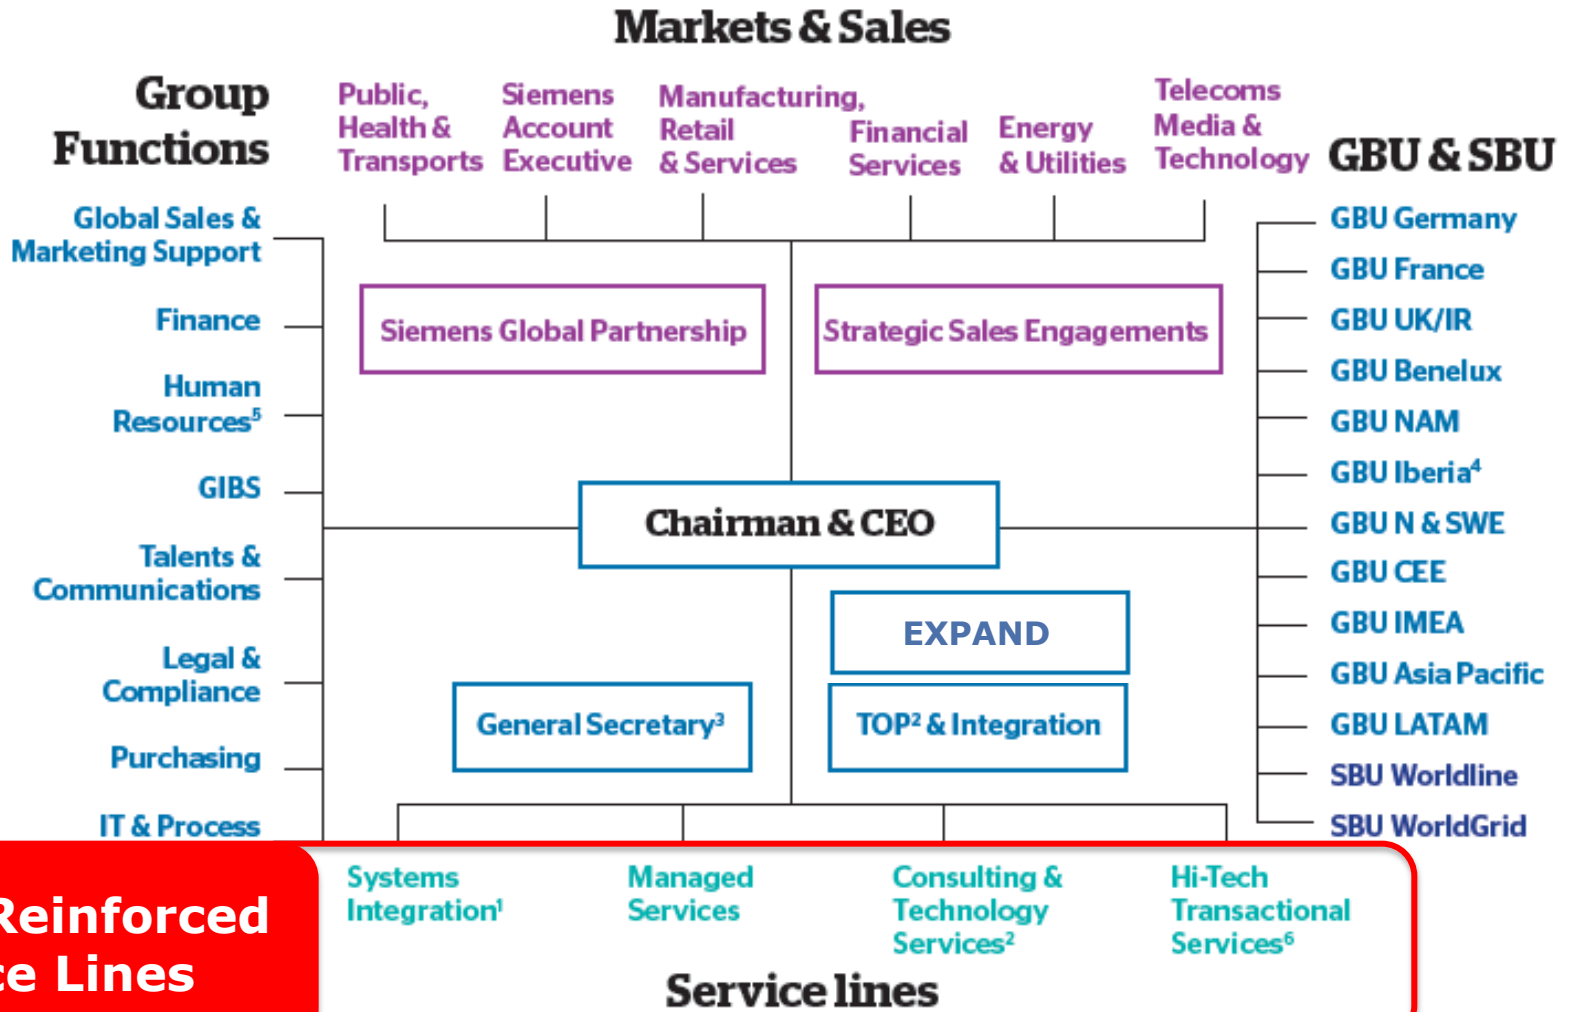 Markets & Sales
Group
Functions
Public,
Health &
Transports
Siemens
Account
Executive
Manufacturing,
Retail
& Services
Financial
Services
Energy
& Utilities
Telecoms
Media &
Technology
GBU & SBU
Global Sales &
Marketing Support
Finance
Human
Resources⁵
GIBS
Talents &
Communications
Legal &
Compliance
Purchasing
IT & Process
Siemens Global Partnership
Strategic Sales Engagements
Chairman & CEO
EXPAND
General Secretary³
TOP² & Integration
GBU Germany
GBU France
GBU UK/IR
GBU Benelux
GBU NAM
GBU Iberia⁴
GBU N & SWE
GBU CEE
GBU IMEA
GBU Asia Pacific
GBU LATAM
SBU Worldline
SBU WorldGrid
Reinforced
ce Lines
Systems
Integration¹
Managed
Services
Consulting &
Technology
Services²
Hi-Tech
Transactional
Services⁶
Service lines